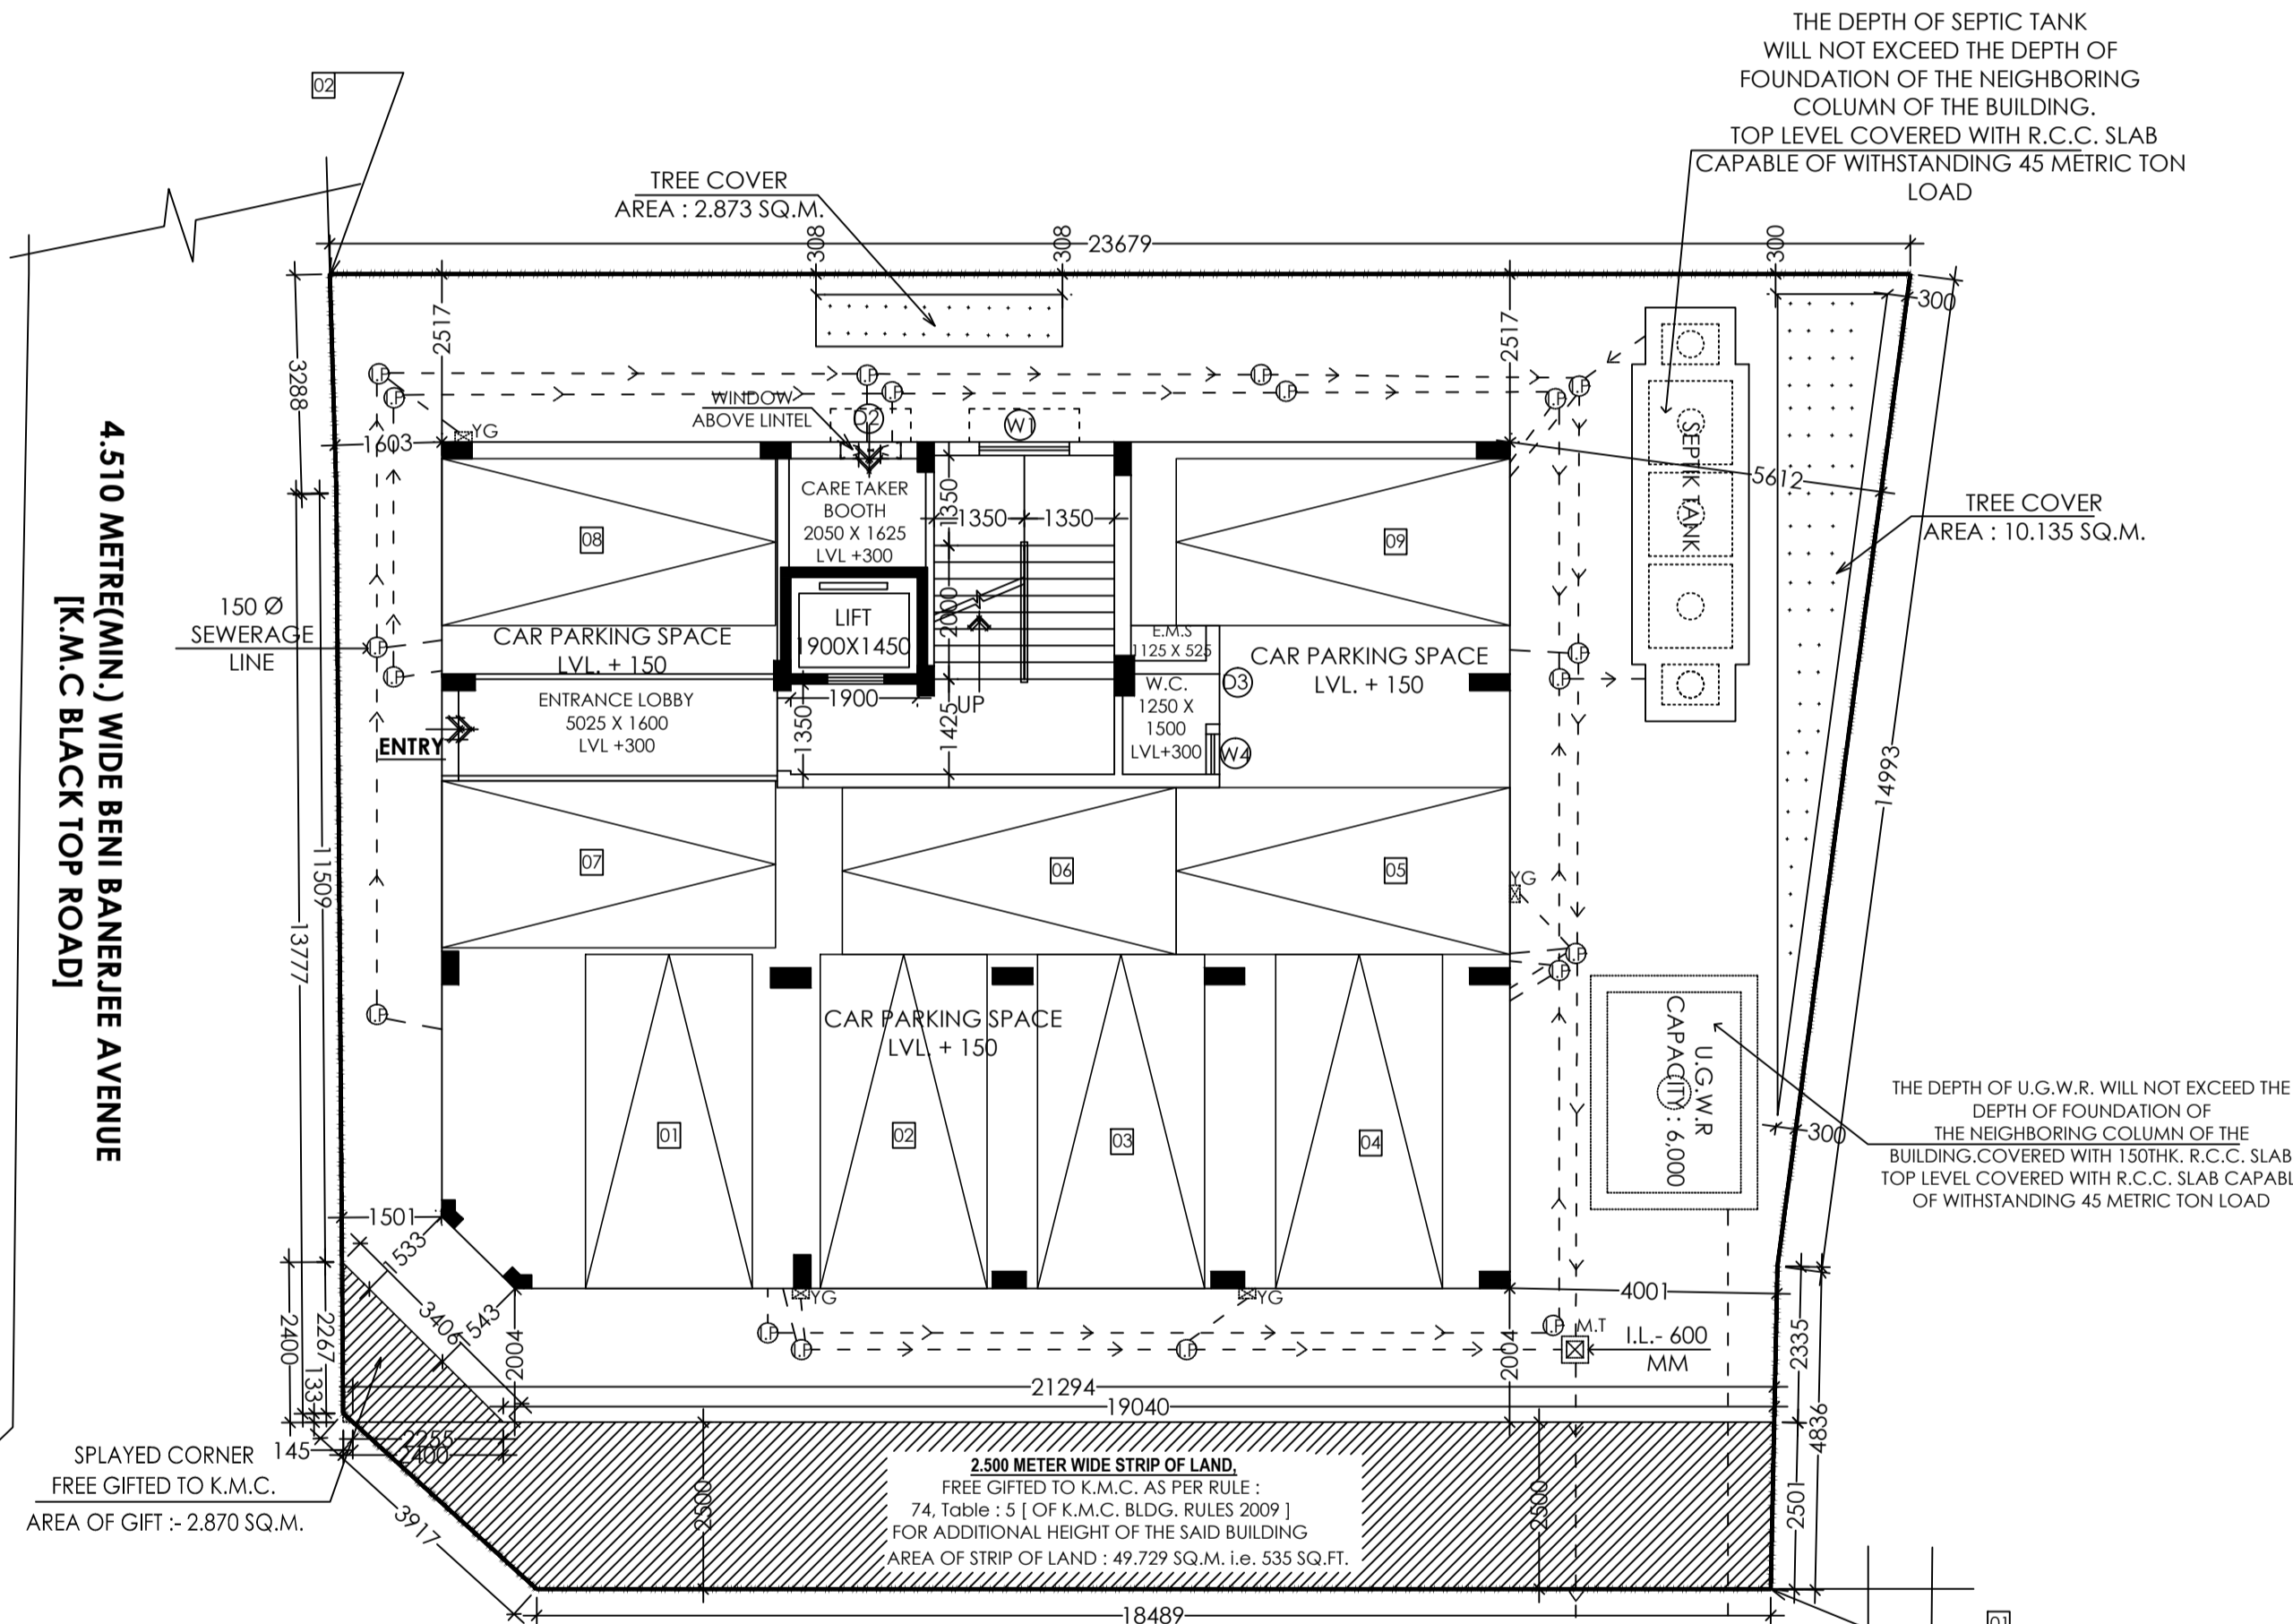 THE DEPTH OF SEPTIC TANK
WILL NOT EXCEED THE DEPTH OF
FOUNDATION OF THE NEIGHBORING
COLUMN OF THE BUILDING.
TOP LEVEL COVERED WITH R.C.C. SLAB
CAPABLE OF WITHSTANDING 45 METRIC TON
LOAD
02
TREE COVER
AREA : 2.873 SQ.M.
308
308
23679
300
300
2517
2517
3288
1603
YG
WINDOW
ABOVE LINTEL
D2
W1
I.P
I.P
I.P
I.P
I.P
I.P
I.P
I.P
5612
SEPTIK TANK
TREE COVER
AREA : 10.135 SQ.M.
4.510 METRE(MIN.) WIDE BENI BANERJEE AVENUE
[K.M.C BLACK TOP ROAD]
08
CARE TAKER
BOOTH
2050 X 1625
LVL +300
1350
1350
1350
09
150 Ø
SEWERAGE
LINE
I.P
I.P
CAR PARKING SPACE
LVL. + 150
LIFT
1900X1450
2000
E.M.S
1125 X 525
CAR PARKING SPACE
LVL. + 150
I.P
I.P
ENTRANCE LOBBY
5025 X 1600
LVL +300
ENTRY
1900
1350
UP
1425
W.C.
1250 X
1500
LVL+300
D3
W4
14993
11509
13777
07
06
05
YG
I.P
I.P
I.P
CAR PARKING SPACE
LVL. + 150
U.G.W.R
CAPACITY : 6,000
01
02
03
04
300
THE DEPTH OF U.G.W.R. WILL NOT EXCEED THE
DEPTH OF FOUNDATION OF
THE NEIGHBORING COLUMN OF THE
BUILDING.COVERED WITH 150THK. R.C.C. SLAB
TOP LEVEL COVERED WITH R.C.C. SLAB CAPABL
OF WITHSTANDING 45 METRIC TON LOAD
1501
533
3406
543
2004
2400
2267
133
YG
YG
I.P
I.P
I.P
I.P
M.T
I.L.- 600
MM
4001
2004
2335
4836
21294
19040
145
2255
2400
SPLAYED CORNER
FREE GIFTED TO K.M.C.
AREA OF GIFT :- 2.870 SQ.M.
3917
2500
2.500 METER WIDE STRIP OF LAND,
FREE GIFTED TO K.M.C. AS PER RULE :
74, Table : 5 [ OF K.M.C. BLDG. RULES 2009 ]
FOR ADDITIONAL HEIGHT OF THE SAID BUILDING
AREA OF STRIP OF LAND : 49.729 SQ.M. i.e. 535 SQ.FT.
2500
2501
18489
01